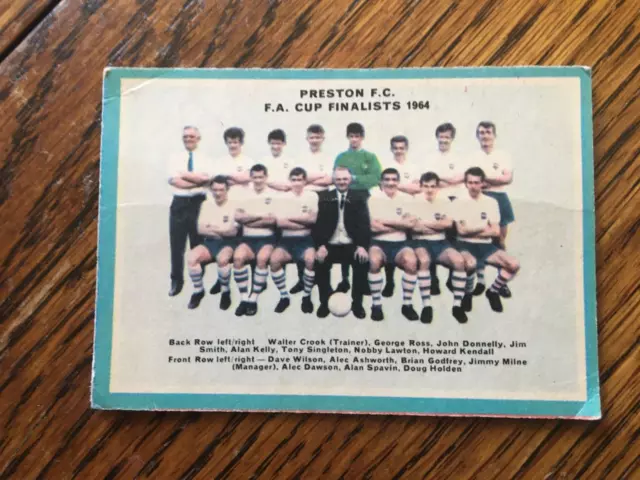 PRESTON F.C.
F.A. CUP FINALISTS 1964
Back Row left/right Walter Crook (Trainer), George Ross, John Donnelly, Jim
Smith, Alan Kelly, Tony Singleton, Nobby Lawton, Howard Kendall
Front Row left/right — Dave Wilson, Alec Ashworth, Brian Godfrey, Jimmy Milne
(Manager), Alec Dawson, Alan Spavin, Doug Holden